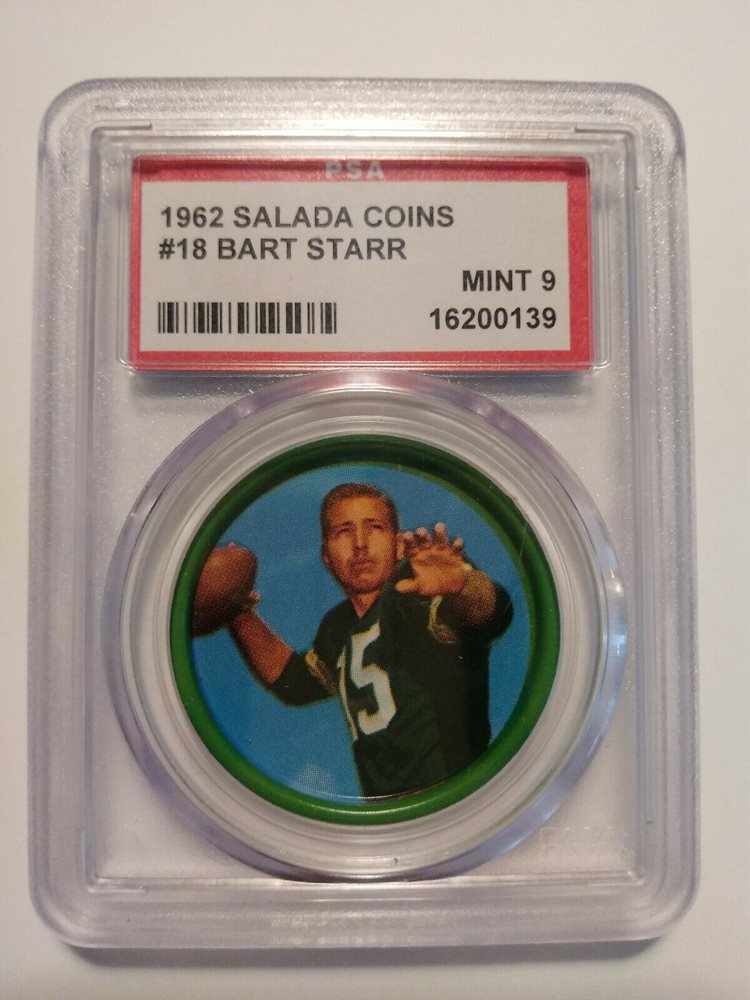 PSA
1962 SALADA COINS
#18 BART STARR
MINT 9
16200139
15